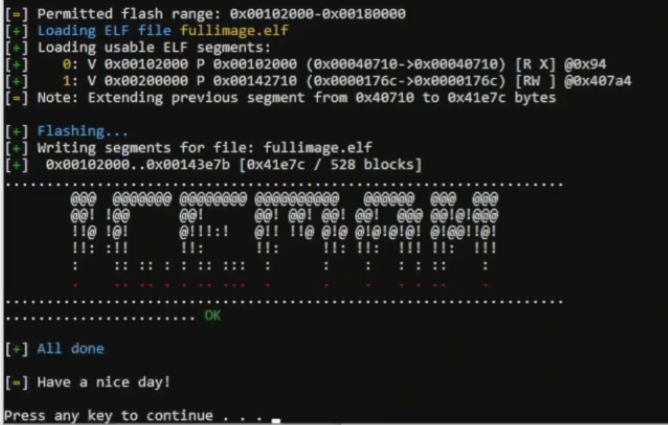 [=] Permitted flash range: 0x00102000-0x00180000
[+] Loading ELF file fullimage.elf
[+] Loading usable ELF segments:
[+]    0: V 0x00102000 P 0x00102000 (0x00040710->0x00040710) [R X] @0x94
[+]    1: V 0x00200000 P 0x00142710 (0x0000176c->0x0000176c) [RW ] @0x407a4
[=] Note: Extending previous segment from 0x40710 to 0x41e7c bytes
[+] Flashing...
[+] Writing segments for file: fullimage.elf
[+]  0x00102000..0x00143e7b [0x41e7c / 528 blocks]
ICEMAN
OK
[+] All done
[=] Have a nice day!
Press any key to continue . . .